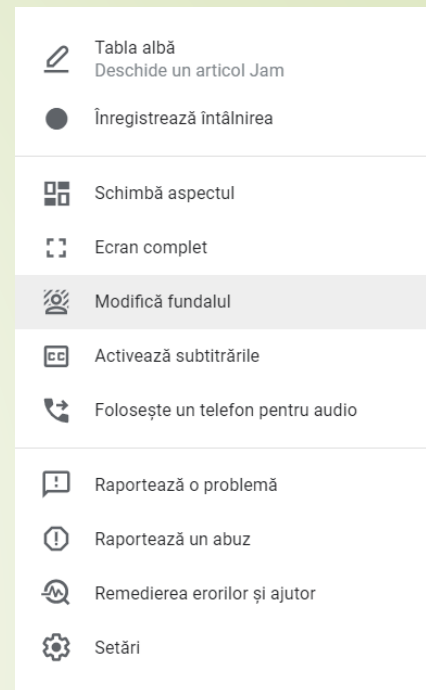 Tabla albă
Deschide un articol Jam
Înregistrează întâlnirea
Schimbă aspectul
Ecran complet
Modifică fundalul
CC Activează subtitrările
Folosește un telefon pentru audio
Raportează o problemă
Raportează un abuz
Remedierea erorilor și ajutor
Setări